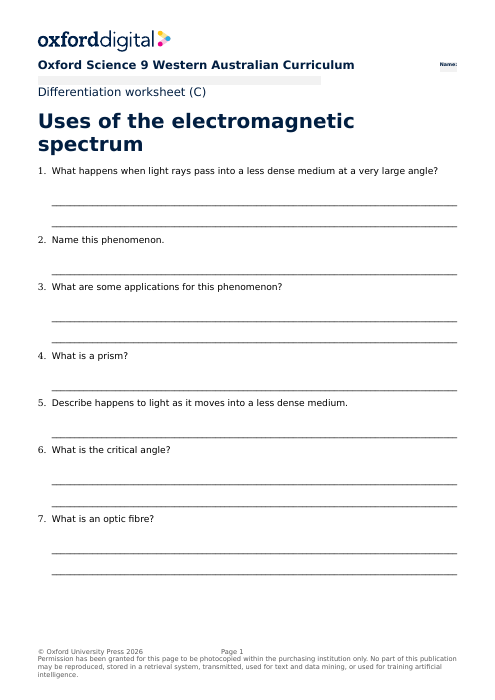 oxforddigital
Oxford Science 9 Western Australian Curriculum
Name:
Differentiation worksheet (C)
Uses of the electromagnetic
spectrum
1. What happens when light rays pass into a less dense medium at a very large angle?
2. Name this phenomenon.
3. What are some applications for this phenomenon?
4. What is a prism?
5. Describe happens to light as it moves into a less dense medium.
6. What is the critical angle?
7. What is an optic fibre?
© Oxford University Press 2026 Page 1
Permission has been granted for this page to be photocopied within the purchasing institution only. No part of this publication
may be reproduced, stored in a retrieval system, transmitted, used for text and data mining, or used for training artificial
intelligence.